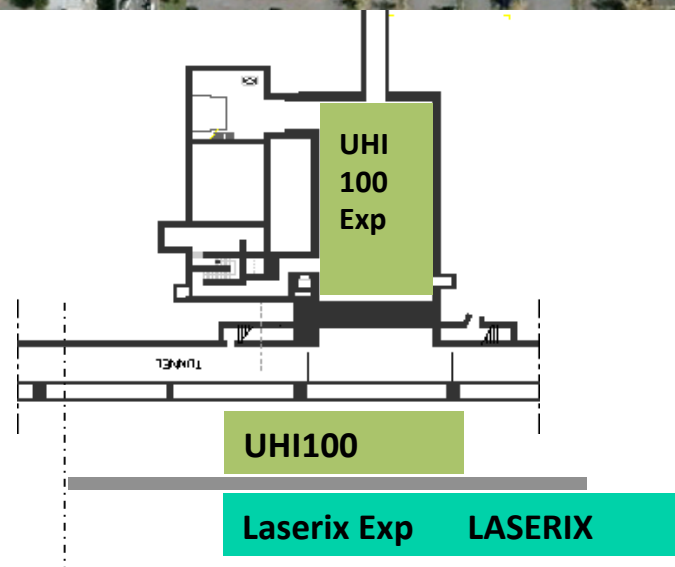 UHI
100
Exp
TUNNEL
UHI100
Laserix Exp LASERIX